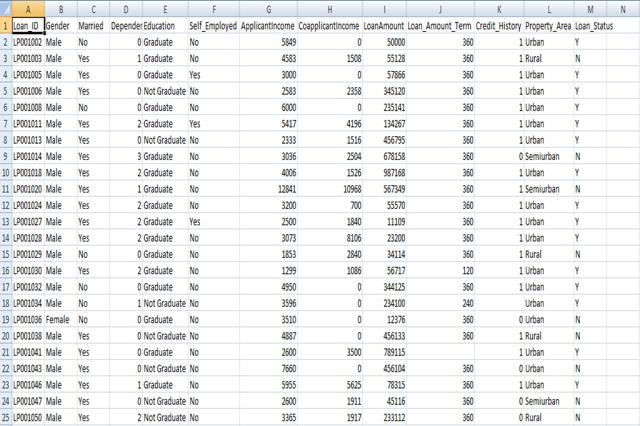 A B C D E F G H I J K L M N
1 Loan_ID Gender Married Depender Education Self_Employed ApplicantIncome CoapplicantIncome LoanAmount Loan_Amount_Term Credit_History Property_Area Loan_Status
2 LP001002 Male No 0 Graduate No 5849 0 50000 360 1 Urban Y
3 LP001003 Male Yes 1 Graduate No 4583 1508 55128 360 1 Rural N
4 LP001005 Male Yes 0 Graduate Yes 3000 0 57866 360 1 Urban Y
5 LP001006 Male Yes 0 Not Graduate No 2583 2358 345120 360 1 Urban Y
6 LP001008 Male No 0 Graduate No 6000 0 235141 360 1 Urban Y
7 LP001011 Male Yes 2 Graduate Yes 5417 4196 134267 360 1 Urban Y
8 LP001013 Male Yes 0 Not Graduate No 2333 1516 456795 360 1 Urban Y
9 LP001014 Male Yes 3 Graduate No 3036 2504 678158 360 0 Semiurban N
10 LP001018 Male Yes 2 Graduate No 4006 1526 987168 360 1 Urban Y
11 LP001020 Male Yes 1 Graduate No 12841 10968 567349 360 1 Semiurban N
12 LP001024 Male Yes 2 Graduate No 3200 700 55570 360 1 Urban Y
13 LP001027 Male Yes 2 Graduate Yes 2500 1840 11109 360 1 Urban Y
14 LP001028 Male Yes 2 Graduate No 3073 8106 23200 360 1 Urban Y
15 LP001029 Male No 0 Graduate No 1853 2840 34114 360 1 Rural N
16 LP001030 Male Yes 2 Graduate No 1299 1086 56717 120 1 Urban Y
17 LP001032 Male No 0 Graduate No 4950 0 344125 360 1 Urban Y
18 LP001034 Male No 1 Not Graduate No 3596 0 234100 240 Urban Y
19 LP001036 Female No 0 Graduate No 3510 0 12376 360 0 Urban N
20 LP001038 Male Yes 0 Not Graduate No 4887 0 456133 360 1 Rural N
21 LP001041 Male Yes 0 Graduate No 2600 3500 789115 1 Urban Y
22 LP001043 Male Yes 0 Not Graduate No 7660 0 456104 360 0 Urban N
23 LP001046 Male Yes 1 Graduate No 5955 5625 78315 360 1 Urban Y
24 LP001047 Male Yes 0 Not Graduate No 2600 1911 45116 360 0 Semiurban N
25 LP001050 Male Yes 2 Not Graduate No 3365 1917 233112 360 0 Rural N